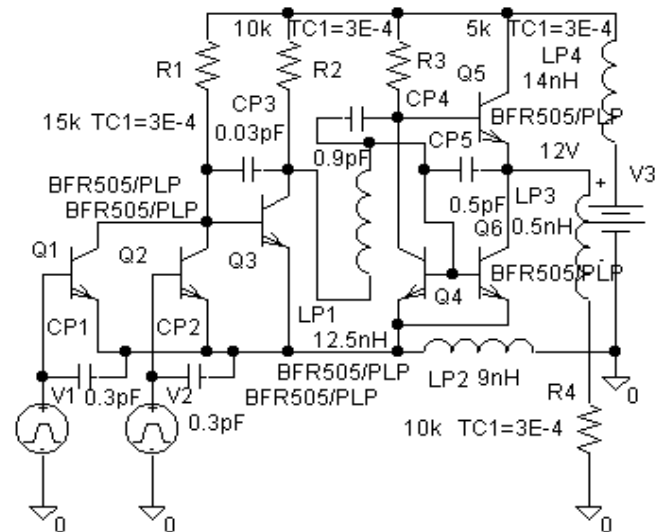 10k TC1=3E-4 5k TC1=3E-4
LP4
R1 R2 R3 Q5
14nH
CP3 CP4
BFR505/PLP
15k TC1=3E-4 0.03pF
CP5
0.9pF 12V
BFR505/PLP
+
V3
LP3
BFR505/PLP 0.5pF
Q6 0.5nH
Q1 Q2 Q3
-
BFR505/PLP
Q4
CP1 CP2 LP1
12.5nH
BFR505/PLP
LP2 9nH
V1 0.3pF V2 BFR505/PLP
R4
0
0.3pF
10k TC1=3E-4
0 0 0